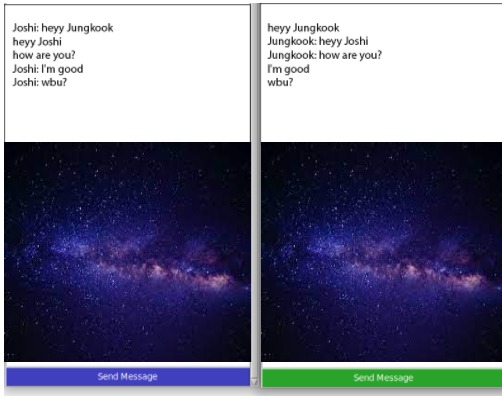 Joshi: heyy Jungkook
heyy Joshi
how are you?
Joshi: I'm good
Joshi: wbu?
Send Message
heyy Jungkook
Jungkook: heyy Joshi
Jungkook: how are you?
I'm good
wbu?
Send Message